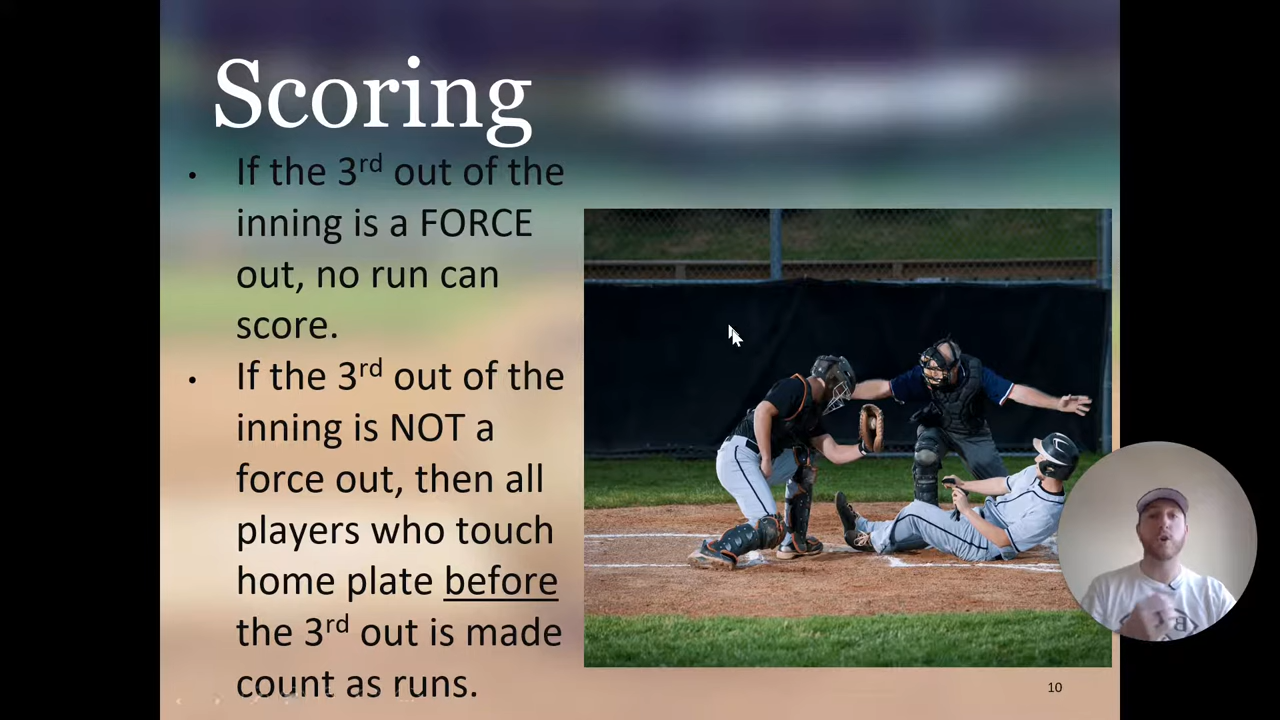 Scoring
• If the 3rd out of the
inning is a FORCE
out, no run can
score.
• If the 3rd out of the
inning is NOT a
force out, then all
players who touch
home plate before
the 3rd out is made
count as runs.
10